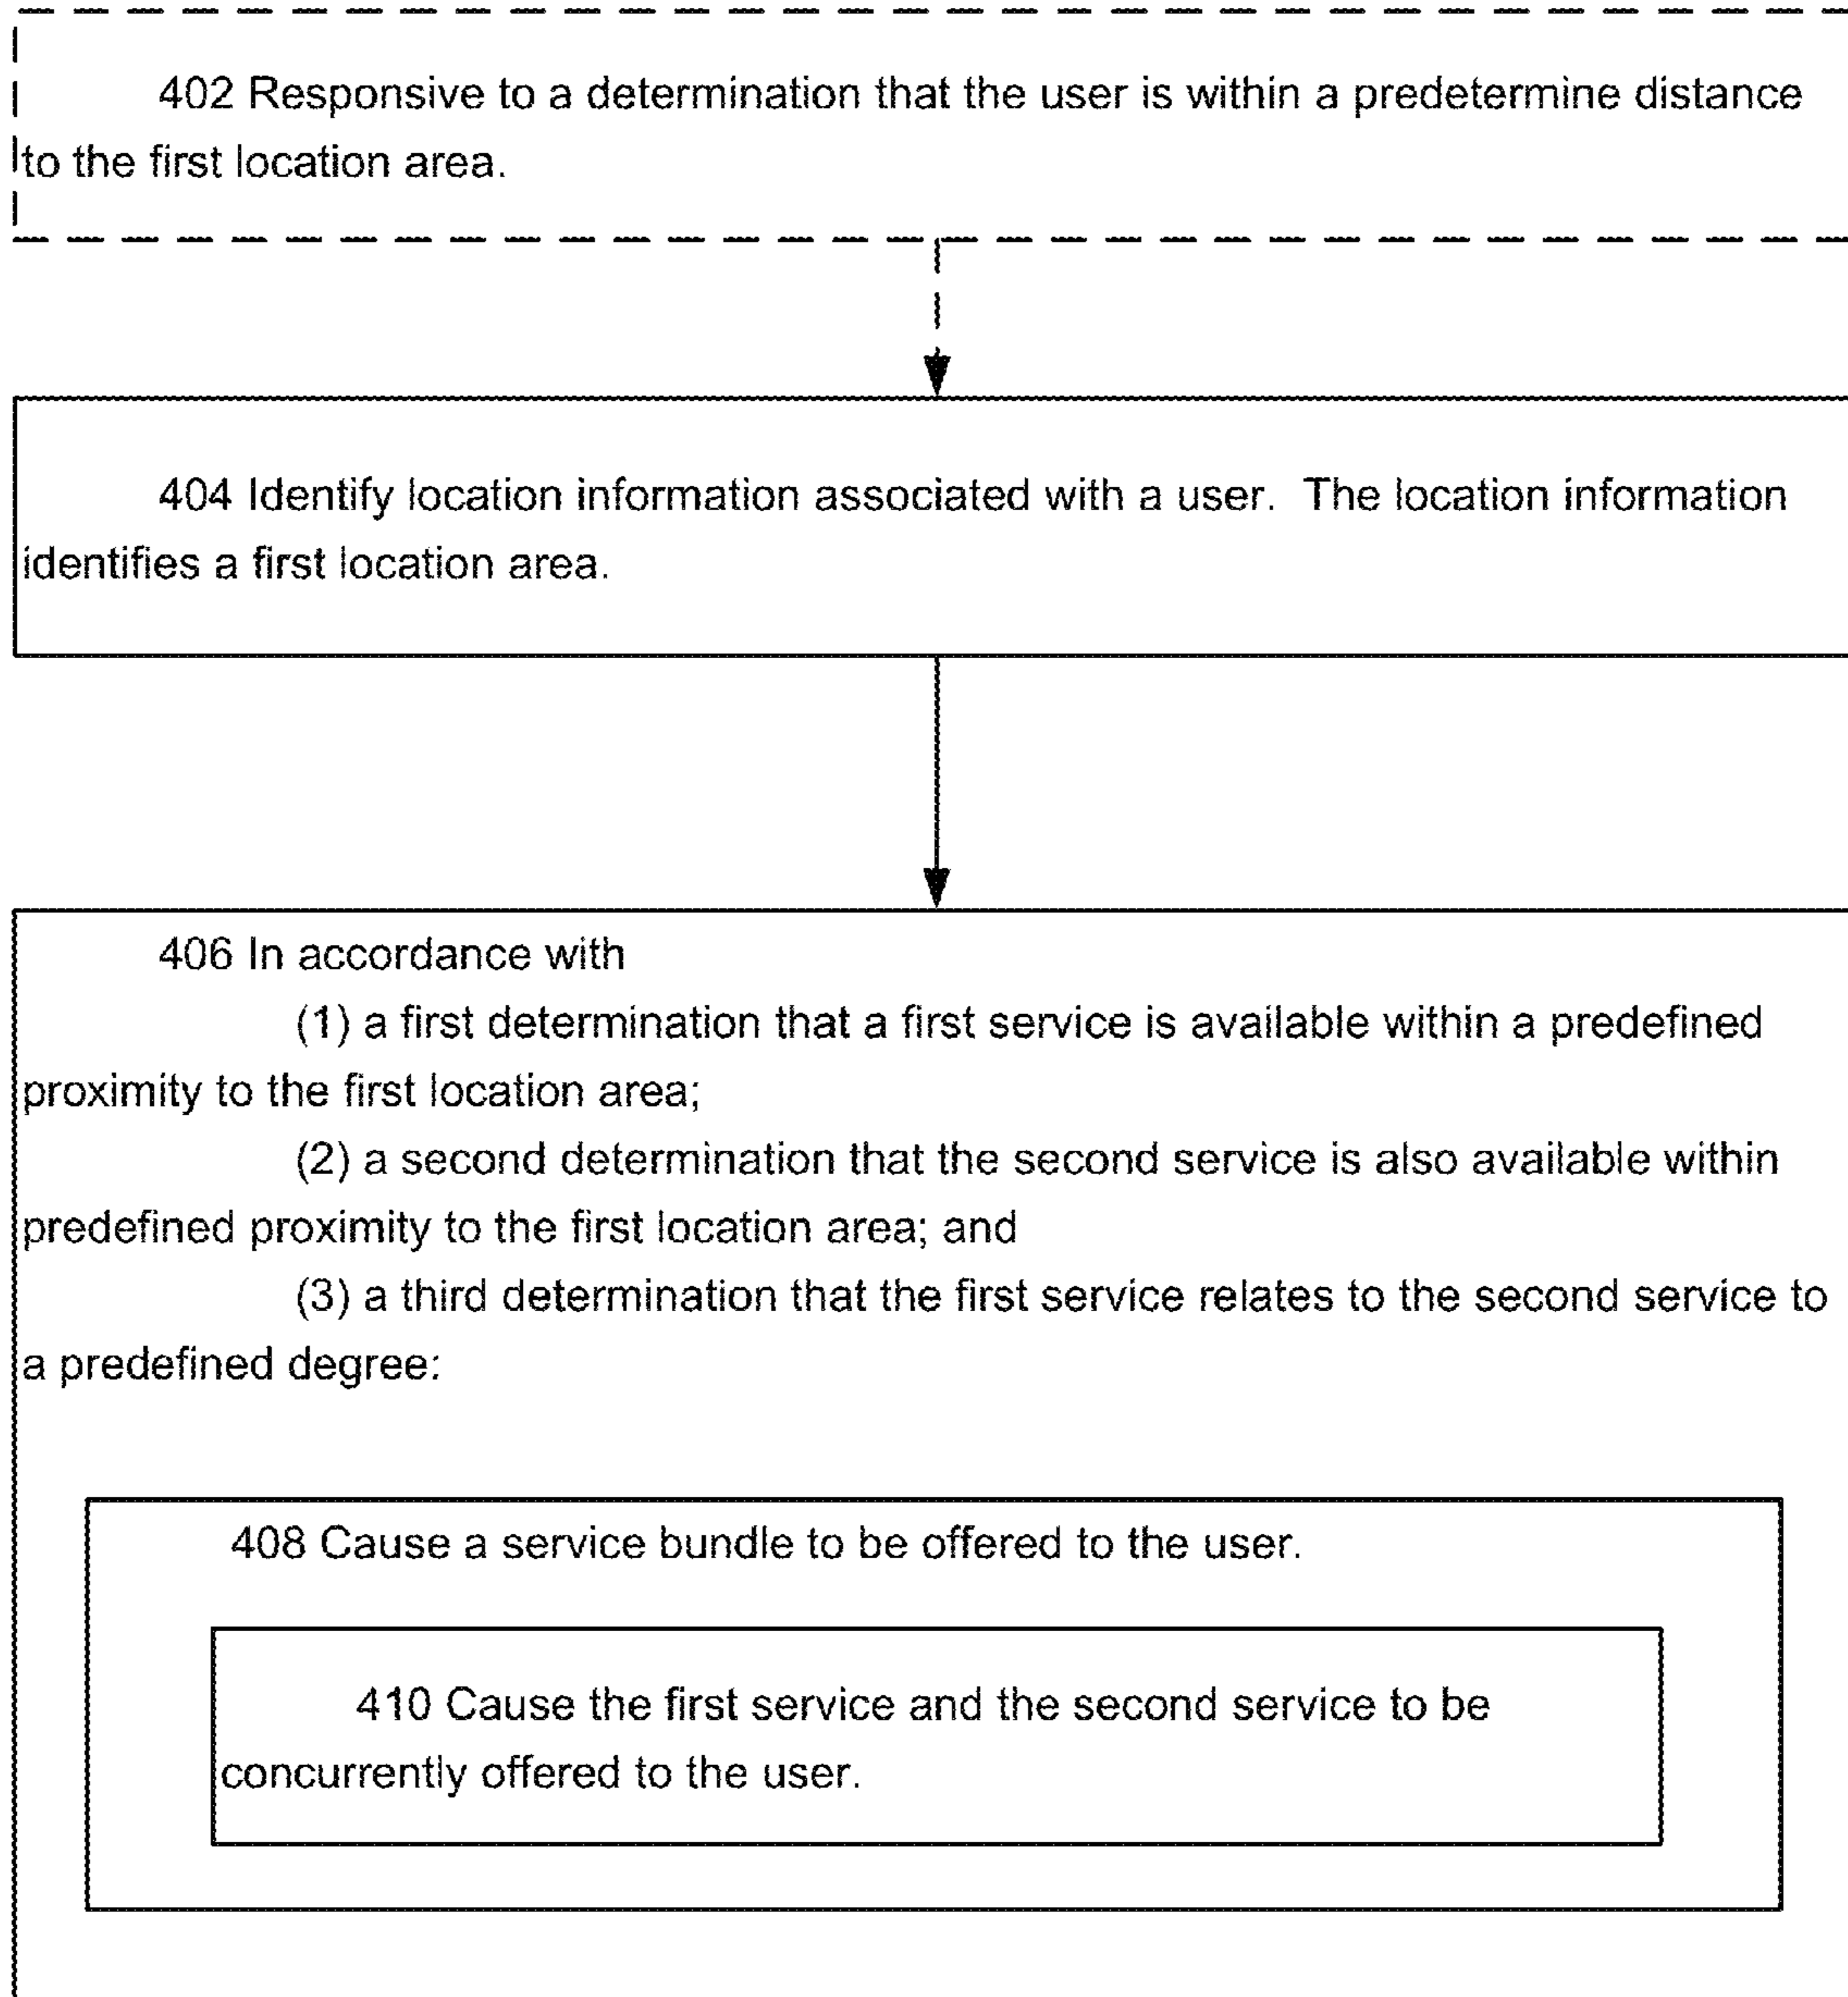 402 Responsive to a determination that the user is within a predetermine distance
to the first location area.
404 Identify location information associated with a user.  The location information
identifies a first location area.
406 In accordance with
(1) a first determination that a first service is available within a predefined
proximity to the first location area;
(2) a second determination that the second service is also available within
predefined proximity to the first location area; and
(3) a third determination that the first service relates to the second service to
a predefined degree:
408 Cause a service bundle to be offered to the user.
410 Cause the first service and the second service to be
concurrently offered to the user.